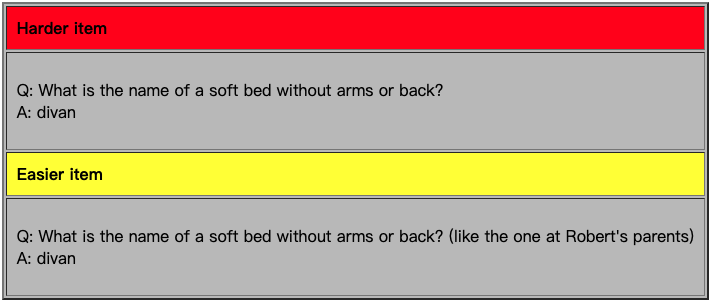 Harder item
Q: What is the name of a soft bed without arms or back?
A: divan
Easier item
Q: What is the name of a soft bed without arms or back? (like the one at Robert's parents)
A: divan